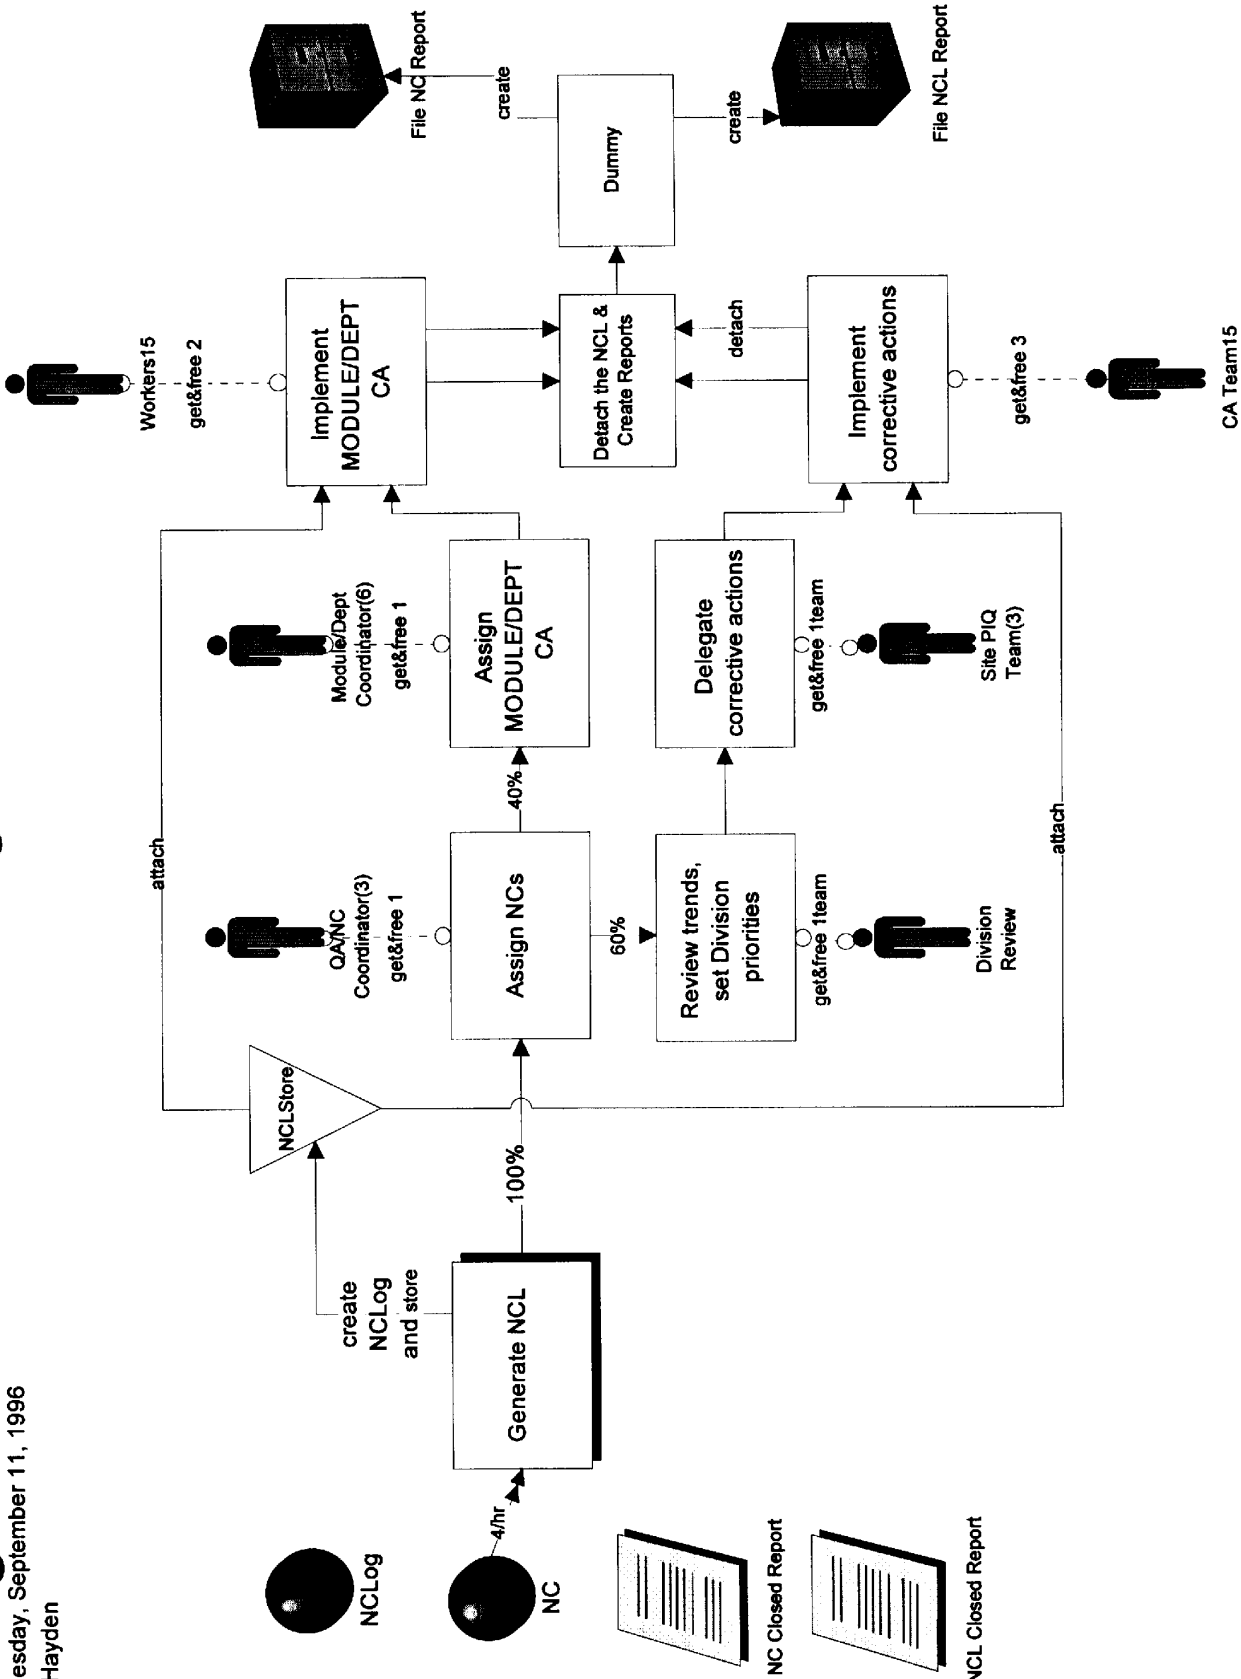 esday, September 11, 1996
Hayden
NCLog
4/hr
NC
NC Closed Report
NCL Closed Report
Generate NCL
create
NCLog
and store
100%
NCLStore
attach
QA/NC
Coordinator(3)
get&free 1
Assign NCs
40%
60%
Review trends,
set Division
priorities
get&free 1team
Division
Review
Module/Dept
Coordinator(6)
get&free 1
Assign
MODULE/DEPT
CA
Delegate
corrective actions
get&free 1team
Site PIQ
Team(3)
attach
Workers15
get&free 2
Implement
MODULE/DEPT
CA
Detach the NCL &
Create Reports
detach
Implement
corrective actions
get&free 3
CA Team15
Dummy
create
File NC Report
create
File NCL Report